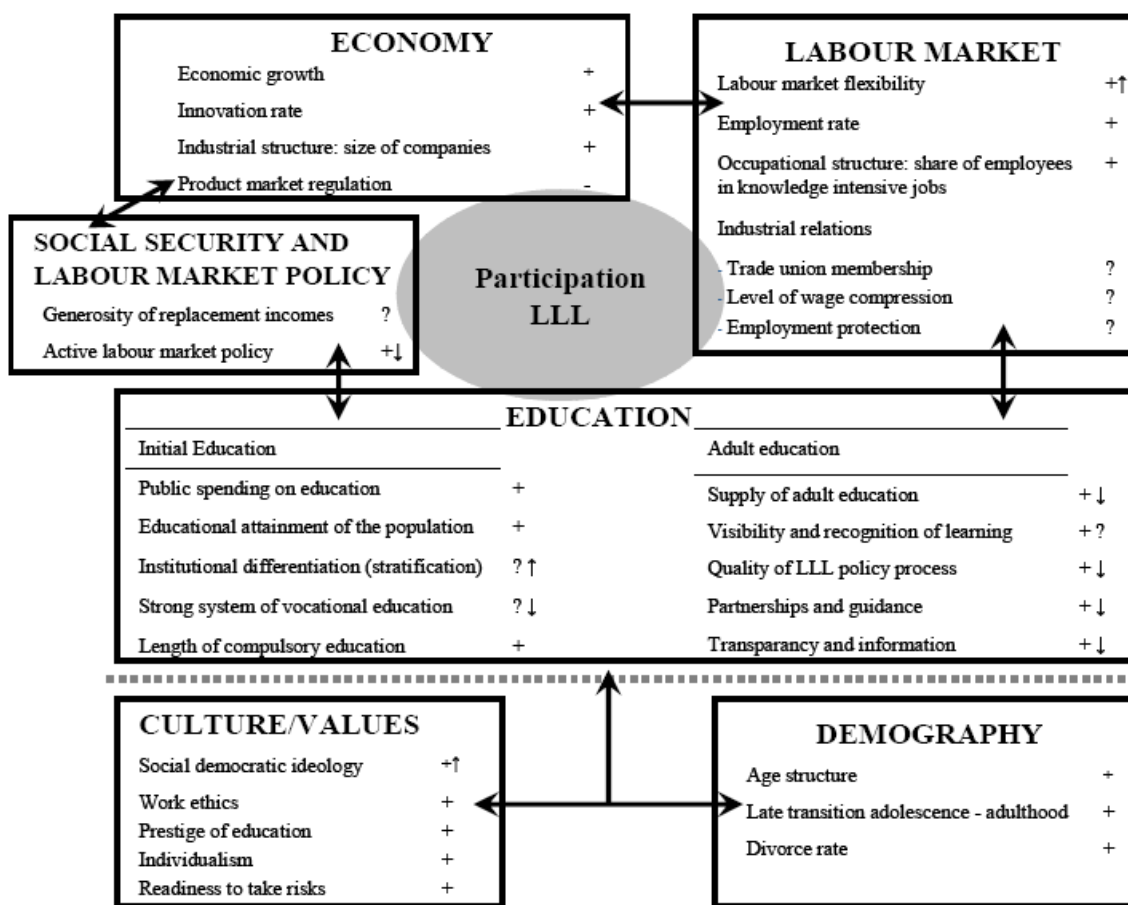 ECONOMY
Economic growth +
Innovation rate +
Industrial structure: size of companies +
Product market regulation -
LABOUR MARKET
Labour market flexibility +↑
Employment rate +
Occupational structure: share of employees +
in knowledge intensive jobs
Industrial relations
- Trade union membership ?
- Level of wage compression ?
- Employment protection ?
SOCIAL SECURITY AND
LABOUR MARKET POLICY
Generosity of replacement incomes ?
Active labour market policy +↓
Participation
LLL
EDUCATION
Initial Education
Public spending on education +
Educational attainment of the population +
Institutional differentiation (stratification) ? ↑
Strong system of vocational education ? ↓
Length of compulsory education +
Adult education
Supply of adult education + ↓
Visibility and recognition of learning + ?
Quality of LLL policy process + ↓
Partnerships and guidance + ↓
Transparancy and information + ↓
CULTURE/VALUES
Social democratic ideology +↑
Work ethics +
Prestige of education +
Individualism +
Readiness to take risks +
DEMOGRAPHY
Age structure +
Late transition adolescence - adulthood +
Divorce rate +